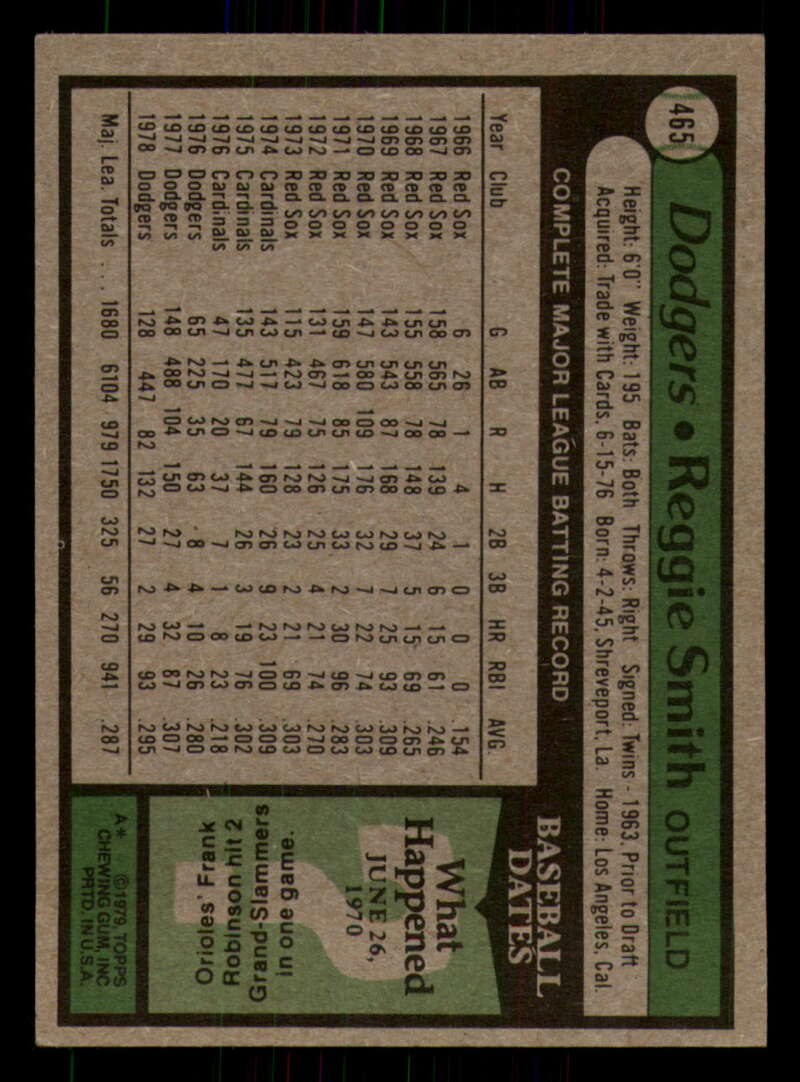 465
Dodgers • Reggie Smith OUTFIELD
Height: 6'0" Weight: 195 Bats: Both Throws: Right Signed: Twins - 1963, Prior to Draft
Acquired: Trade with Cards, 6-15-76 Born: 4-2-45, Shreveport, La. Home: Los Angeles, Cal.
COMPLETE MAJOR LEAGUE BATTING RECORD
Year Club G AB R H 2B 3B HR RBI AVG.
1966 Red Sox 6 26 1 4 1 0 0 0 .154
1967 Red Sox 158 565 78 139 24 6 15 61 .246
1968 Red Sox 155 558 78 148 37 5 15 69 .265
1969 Red Sox 143 543 87 168 29 7 25 93 .309
1970 Red Sox 147 580 109 176 32 7 22 74 .303
1971 Red Sox 159 618 85 175 33 2 30 96 .283
1972 Red Sox 131 467 75 126 25 4 21 74 .270
1973 Red Sox 115 423 79 128 23 2 21 69 .303
1974 Cardinals 143 517 79 160 26 9 23 100 .309
1975 Cardinals 135 477 67 144 26 3 19 76 .302
1976 Cardinals 47 170 20 37 7 1 8 23 .218
1976 Dodgers 65 225 35 63 8 4 10 26 .280
1977 Dodgers 148 488 104 150 27 4 32 87 .307
1978 Dodgers 128 447 82 132 27 2 29 93 .295
Maj. Lea. Totals . . . 1680 6104 979 1750 325 56 270 941 .287
BASEBALL
DATES
What
Happened
JUNE 26,
1970
?
Orioles' Frank
Robinson hit 2
Grand-Slammers
in one game.
A* ©1979, TOPPS
CHEWING GUM, INC
PRTD. IN U.S.A.